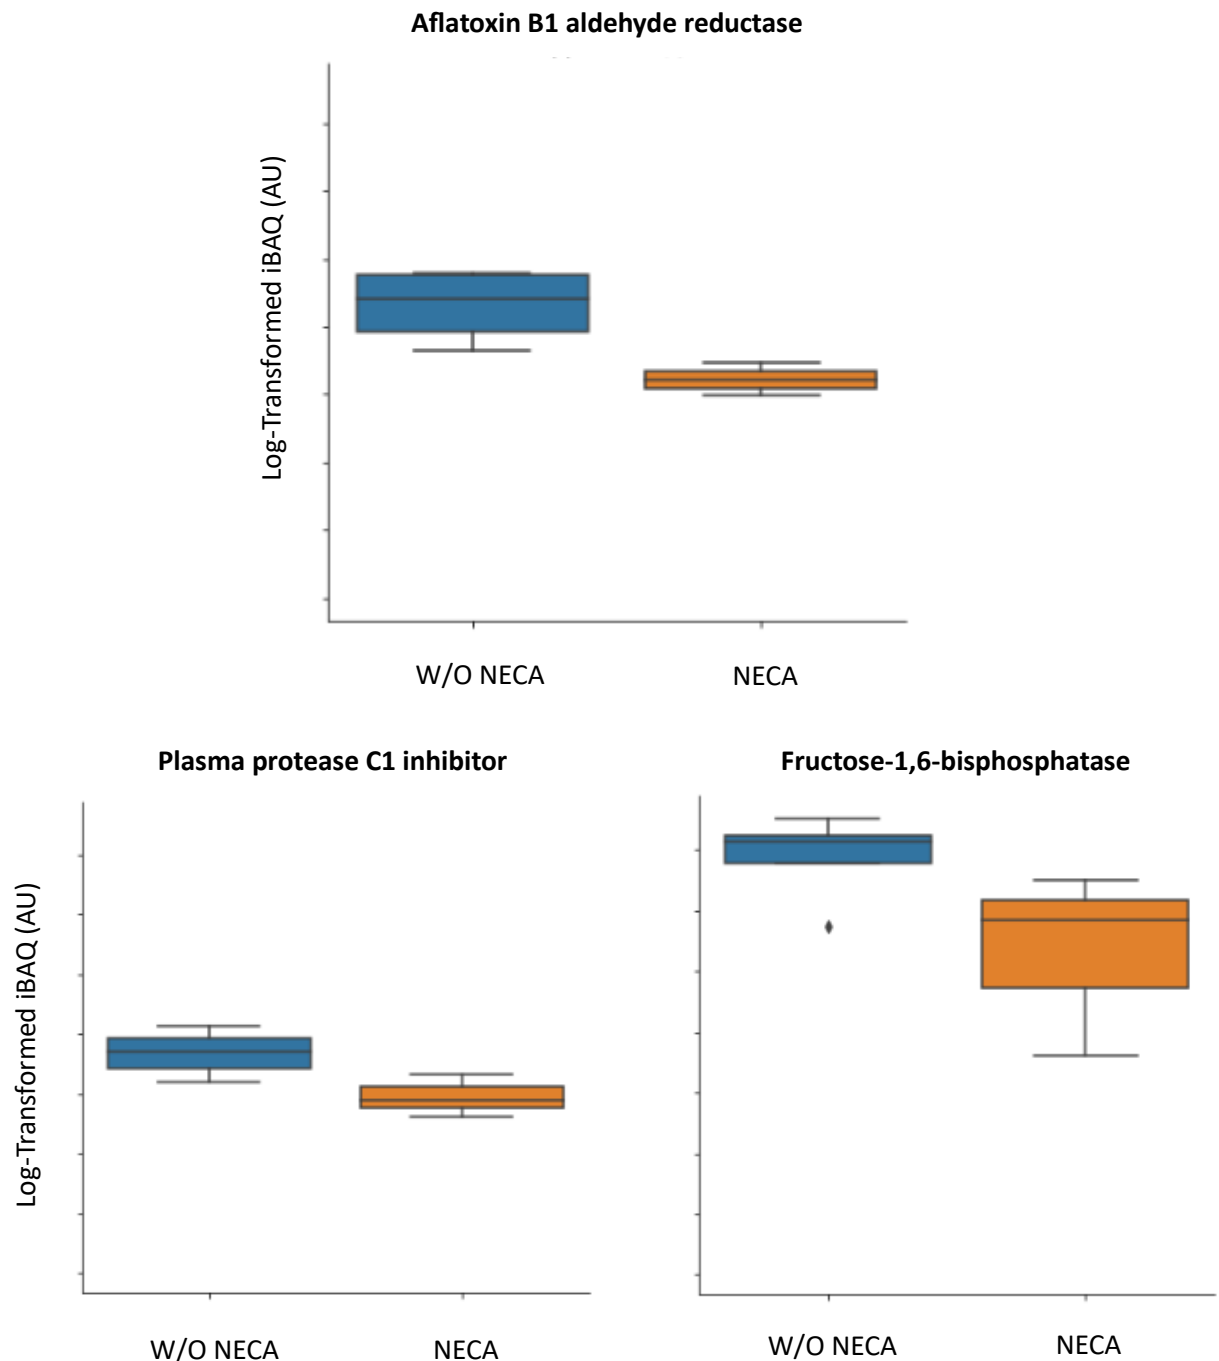 Aflatoxin B1 aldehyde reductase
Log-Transformed iBAQ (AU)
W/O NECA
NECA
Plasma protease C1 inhibitor
Fructose-1,6-bisphosphatase
Log-Transformed iBAQ (AU)
W/O NECA
NECA
W/O NECA
NECA